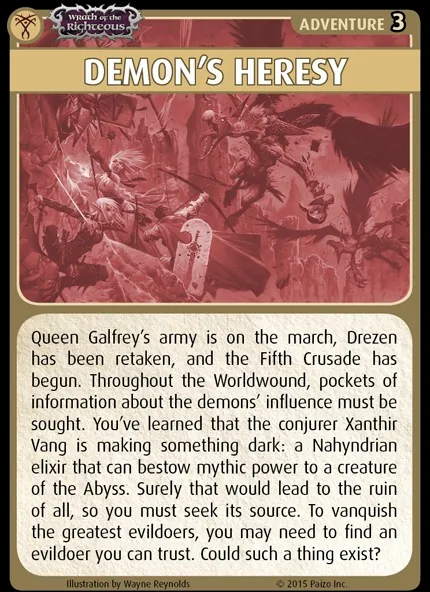 Wrath of the
Righteous
ADVENTURE 3
DEMON'S HERESY
Queen Galfrey's army is on the march, Drezen
has been retaken, and the Fifth Crusade has
begun. Throughout the Worldwound, pockets of
information about the demons' influence must be
sought. You've learned that the conjurer Xanthir
Vang is making something dark: a Nahyndrian
elixir that can bestow mythic power to a creature
of the Abyss. Surely that would lead to the ruin
of all, so you must seek its source. To vanquish
the greatest evildoers, you may need to find an
evildoer you can trust. Could such a thing exist?
Illustration by Wayne Reynolds © 2015 Paizo Inc.